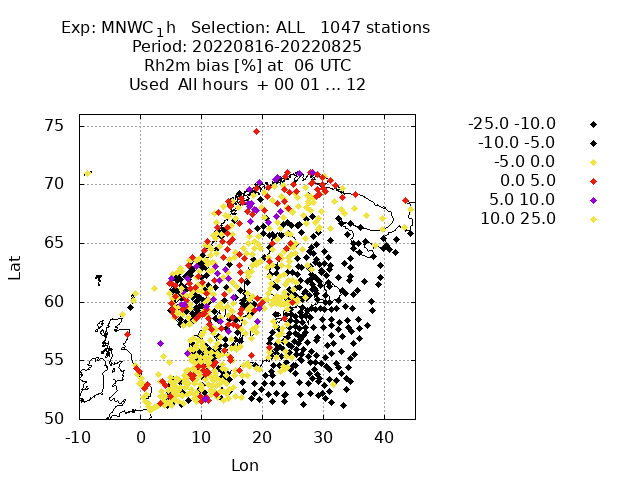 Exp: MNWC_1h Selection: ALL 1047 stations
Period: 20220816-20220825
Rh2m bias [%] at 06 UTC
Used All hours + 00 01 ... 12
-25.0 -10.0
-10.0 -5.0
-5.0 0.0
0.0 5.0
5.0 10.0
10.0 25.0
75
70
65
60
55
50
Lat
-10 0 10 20 30 40
Lon